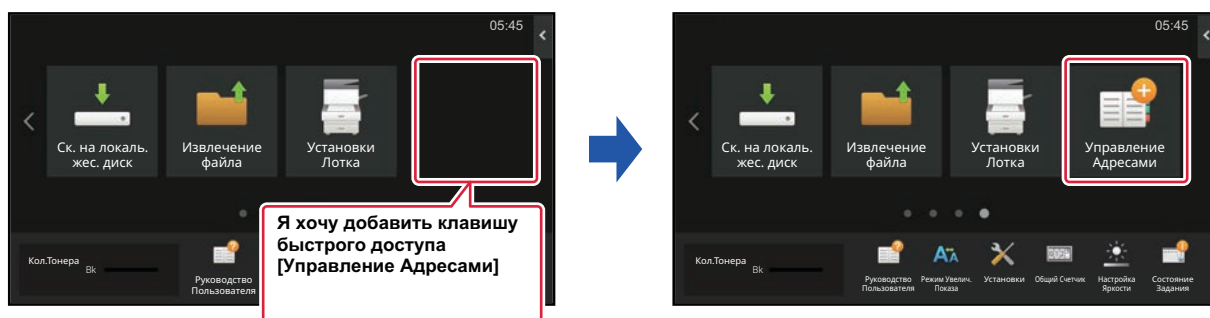 05:45
Ск. на локаль.
жес. диск
Извлечение
файла
Установки
Лотка
Я хочу добавить клавишу
быстрого доступа
[Управление Адресами]
Кол.Тонера
Bk
Руководство
Пользователя
05:45
Ск. на локаль.
жес. диск
Извлечение
файла
Установки
Лотка
Управление
Адресами
Кол.Тонера
Bk
Руководство
Пользователя
Режим Увелич.
Показа
Установки
Общий Счетчик
Настройка
Яркости
Состояние
Задания